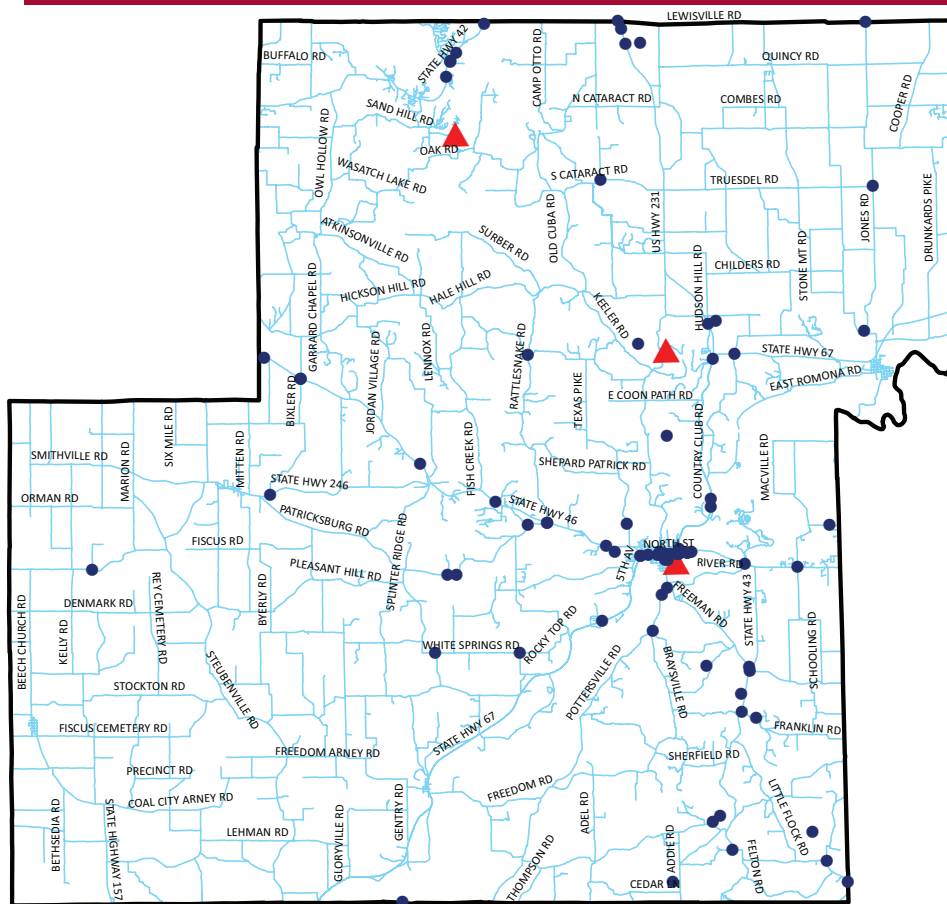 LEWISVILLE RD
STATE HWY 42
BUFFALO RD
QUINCY RD
CAMP OTTO RD
COOPER RD
N CATARACT RD
COMBES RD
SAND HILL RD
OWL HOLLOW RD
OAK RD
WASATCH LAKE RD
S CATARACT RD
TRUESDEL RD
OLD CUBA RD
US HWY 231
JONES RD
DRUNKARDS PIKE
ATKINSONVILLE RD
SURBER RD
HUDSON HILL RD
STONE MT RD
CHILDERS RD
HICKSON HILL RD
HALE HILL RD
GARRARD CHAPEL RD
KEELER RD
JORDAN VILLAGE RD
LENNOX RD
RATTLESNAKE RD
STATE HWY 67
EAST ROMONA RD
BIXLER RD
TEXAS PIKE
E COON PATH RD
SIX MILE RD
MITTEN RD
MARION RD
SMITHVILLE RD
FISH CREEK RD
SHEPARD PATRICK RD
COUNTRY CLUB RD
MACVILLE RD
ORMAN RD
STATE HWY 246
STATE HWY 46
PATRICKSBURG RD
FISCUS RD
SPLINTER RIDGE RD
NORTH ST
5TH AV
RIVER RD
PLEASANT HILL RD
REY CEMETERY RD
BYERLY RD
FREEMAN RD
STATE HWY 43
DENMARK RD
BEECH CHURCH RD
KELLY RD
WHITE SPRINGS RD
ROCKY TOP RD
SCHOOLING RD
STEUBENVILLE RD
POTTERSVILLE RD
BRAYSVILLE RD
STOCKTON RD
FISCUS CEMETERY RD
STATE HWY 67
FRANKLIN RD
FREEDOM ARNEY RD
SHERFIELD RD
PRECINCT RD
FREEDOM RD
COAL CITY ARNEY RD
LITTLE FLOCK RD
BETHSEDIA RD
STATE HIGHWAY 157
LEHMAN RD
GLORYVILLE RD
GENTRY RD
ADEL RD
THOMPSON RD
ADDIE RD
FELTON RD
CEDAR LN